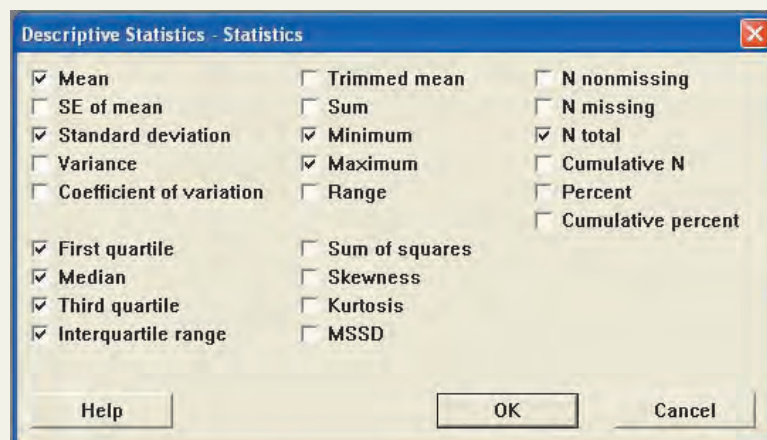 Descriptive Statistics - Statistics
Mean
SE of mean
Standard deviation
Variance
Coefficient of variation
First quartile
Median
Third quartile
Interquartile range
Trimmed mean
Sum
Minimum
Maximum
Range
Sum of squares
Skewness
Kurtosis
MSSD
N nonmissing
N missing
N total
Cumulative N
Percent
Cumulative percent
Help
OK
Cancel